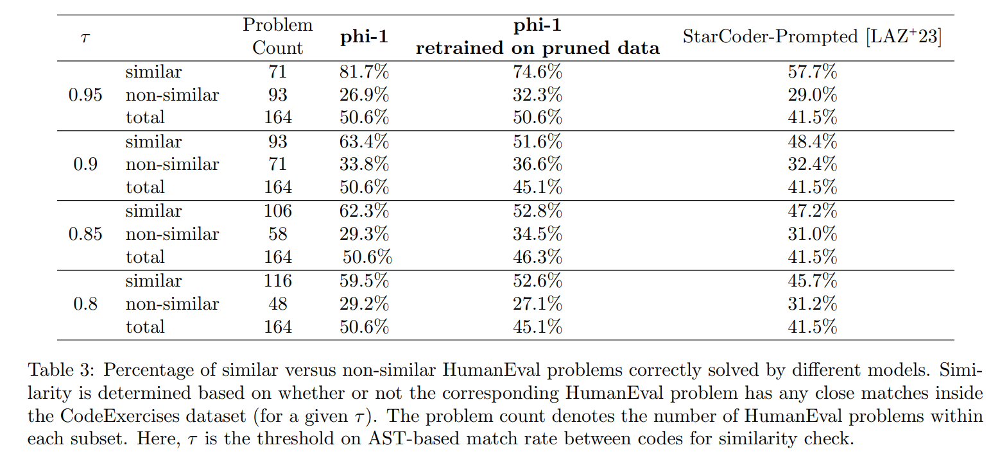 τ Problem Count phi-1 phi-1 retrained on pruned data StarCoder-Prompted [LAZ+23]
similar 71 81.7% 74.6% 57.7%
0.95 non-similar 93 26.9% 32.3% 29.0%
total 164 50.6% 50.6% 41.5%
similar 93 63.4% 51.6% 48.4%
0.9 non-similar 71 33.8% 36.6% 32.4%
total 164 50.6% 45.1% 41.5%
similar 106 62.3% 52.8% 47.2%
0.85 non-similar 58 29.3% 34.5% 31.0%
total 164 50.6% 46.3% 41.5%
similar 116 59.5% 52.6% 45.7%
0.8 non-similar 48 29.2% 27.1% 31.2%
total 164 50.6% 45.1% 41.5%
Table 3: Percentage of similar versus non-similar HumanEval problems correctly solved by different models. Simi-
larity is determined based on whether or not the corresponding HumanEval problem has any close matches inside
the CodeExercises dataset (for a given τ). The problem count denotes the number of HumanEval problems within
each subset. Here, τ is the threshold on AST-based match rate between codes for similarity check.